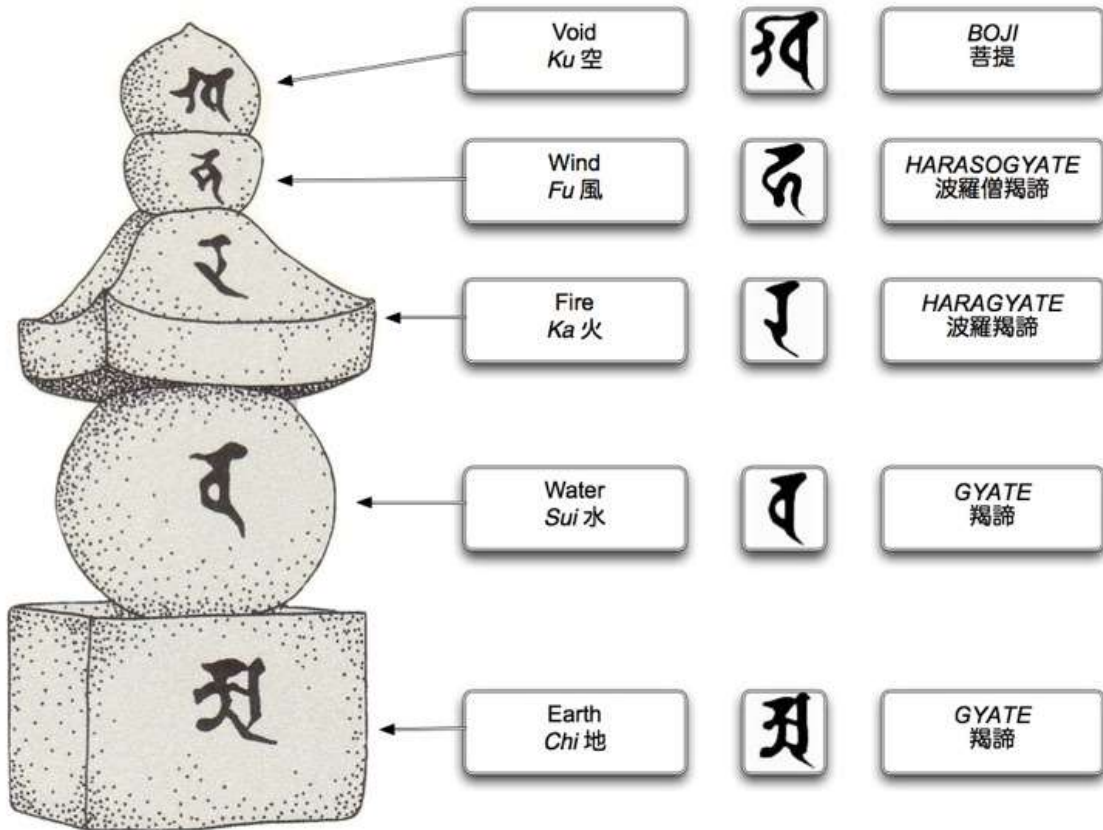 𑖏
𑖮
𑖨
𑖪
𑖀
Void
Ku 空
𑖏
BOJI
菩提
Wind
Fu 風
𑖮
HARASOGYATE
波羅僧羯諦
Fire
Ka 火
𑖨
HARAGYATE
波羅羯諦
Water
Sui 水
𑖪
GYATE
羯諦
Earth
Chi 地
𑖀
GYATE
羯諦